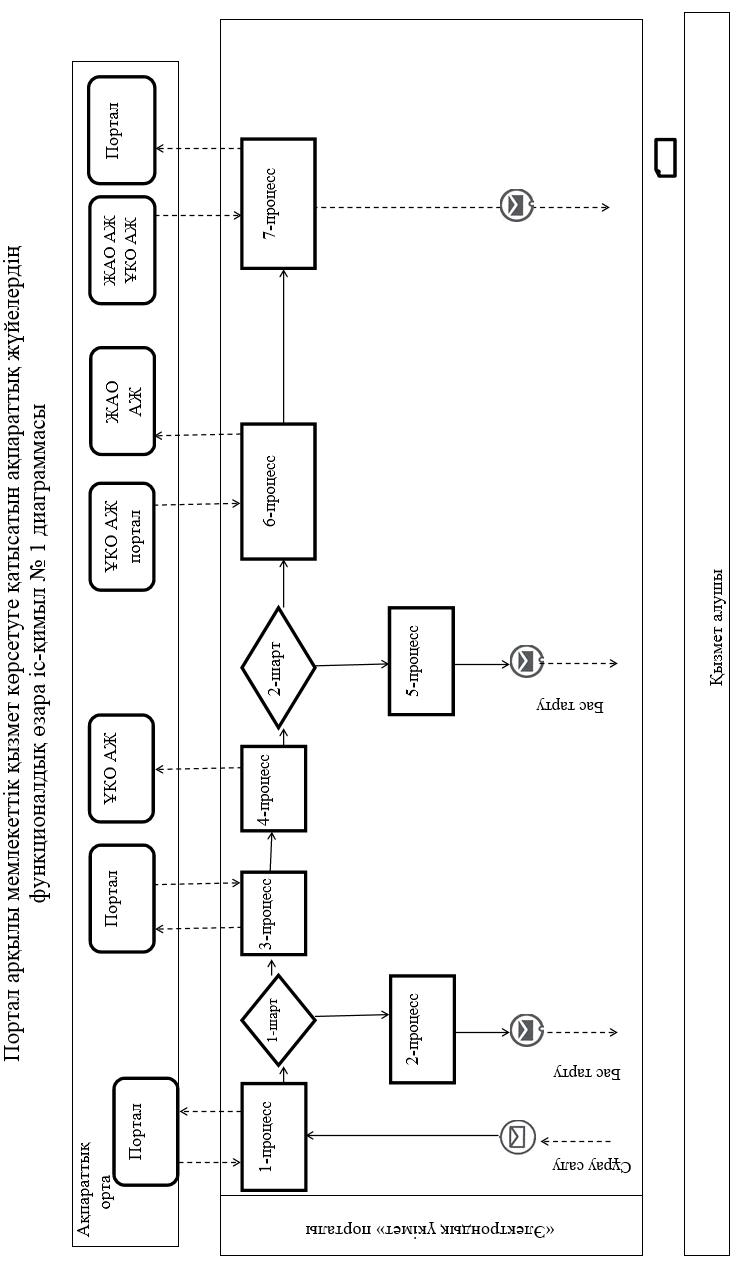 Портал арқылы мемлекеттік қызмет көрсетуге қатысатын ақпараттық жүйелердің
функционалдық өзара іс-қимыл № 1 диаграммасы
Ақпараттық
орта
Портал
Портал
ҰКО АЖ
ҰКО АЖ
портал
ЖАО
АЖ
ЖАО АЖ
ҰКО АЖ
Портал
«Электрондық үкімет» порталы
1-процесс
1-шарт
3-процесс
4-процесс
2-шарт
6-процесс
7-процесс
2-процесс
5-процесс
Сұрау салу
Бас тарту
Бас тарту
Қызмет алушы